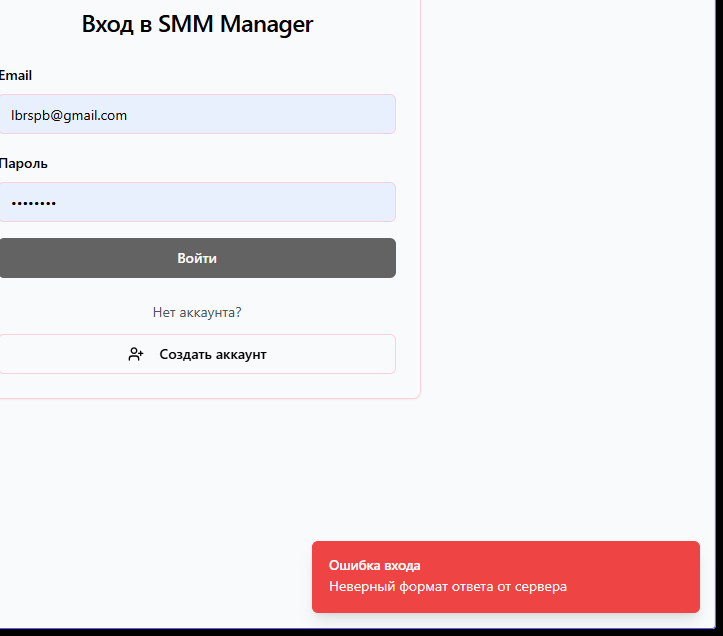 Вход в SMM Manager
Email
lbrspb@gmail.com
Пароль
••••••••
Войти
Нет аккаунта?
Создать аккаунт
Ошибка входа
Неверный формат ответа от сервера